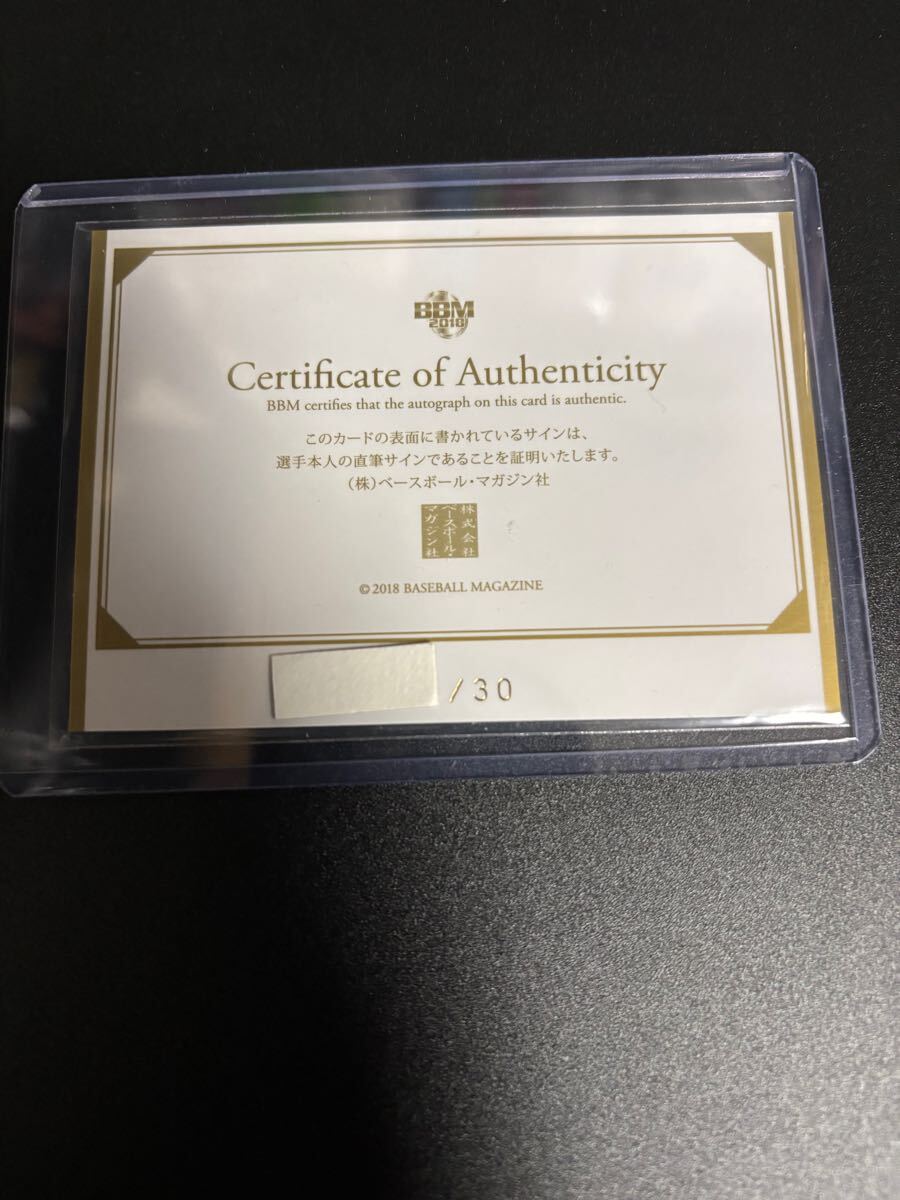 BBM
2018
Certificate of Authenticity
BBM certifies that the autograph on this card is authentic.
このカードの表面に書かれているサインは、
選手本人の直筆サインであることを証明いたします。
（株）ベースボール・マガジン社
株式会社
ベースボール・
マガジン社
© 2018 BASEBALL MAGAZINE
/30